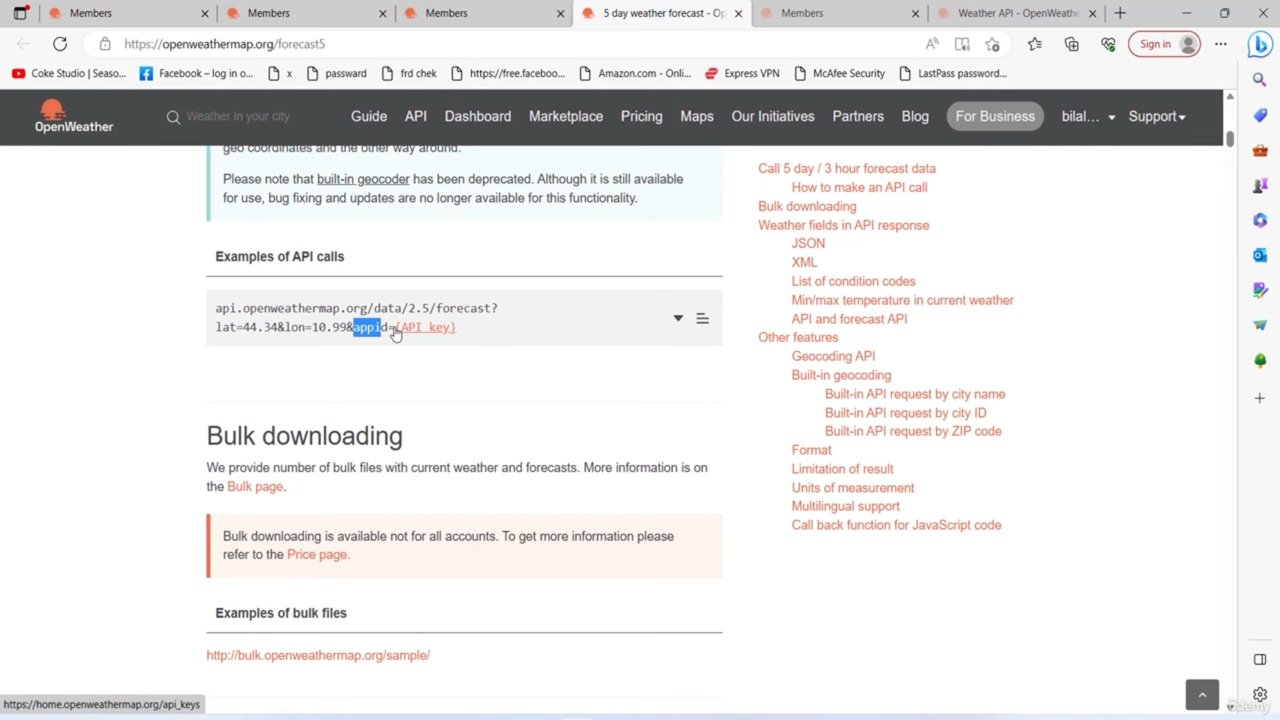 Members
Members
Members
5 day weather forecast - Op
Members
Weather API - OpenWeathe
https://openweathermap.org/forecast5
Sign in
Coke Studio | Seaso...
Facebook – log in o...
x
passward
frd chek
https://free.faceboo...
Amazon.com - Onli...
Express VPN
McAfee Security
LastPass password...
OpenWeather
Weather in your city
Guide
API
Dashboard
Marketplace
Pricing
Maps
Our Initiatives
Partners
Blog
For Business
bilal...
Support
geo coordinates and the other way around.
Please note that built-in geocoder has been deprecated. Although it is still available
for use, bug fixing and updates are no longer available for this functionality.
Examples of API calls
api.openweathermap.org/data/2.5/forecast?
lat=44.34&lon=10.99&appid={API key}
Bulk downloading
We provide number of bulk files with current weather and forecasts. More information is on
the Bulk page.
Bulk downloading is available not for all accounts. To get more information please
refer to the Price page.
Examples of bulk files
http://bulk.openweathermap.org/sample/
Call 5 day / 3 hour forecast data
How to make an API call
Bulk downloading
Weather fields in API response
JSON
XML
List of condition codes
Min/max temperature in current weather
API and forecast API
Other features
Geocoding API
Built-in geocoding
Built-in API request by city name
Built-in API request by city ID
Built-in API request by ZIP code
Format
Limitation of result
Units of measurement
Multilingual support
Call back function for JavaScript code
https://home.openweathermap.org/api_keys
Udemy